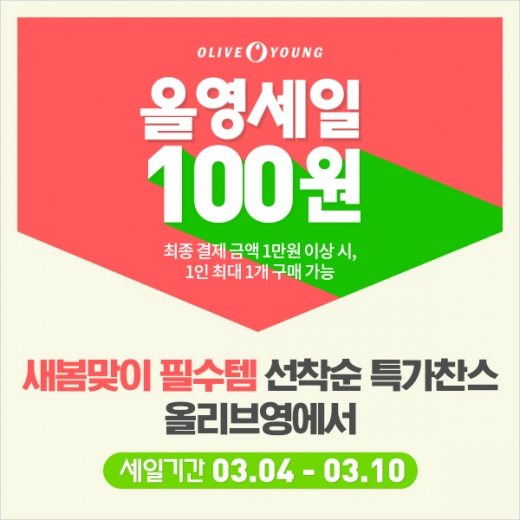 OLIVE O YOUNG
올영세일
100원
최종 결제 금액 1만원 이상 시,
1인 최대 1개 구매 가능
새봄맞이 필수템 선착순 특가찬스
올리브영에서
세일기간 03.04 - 03.10